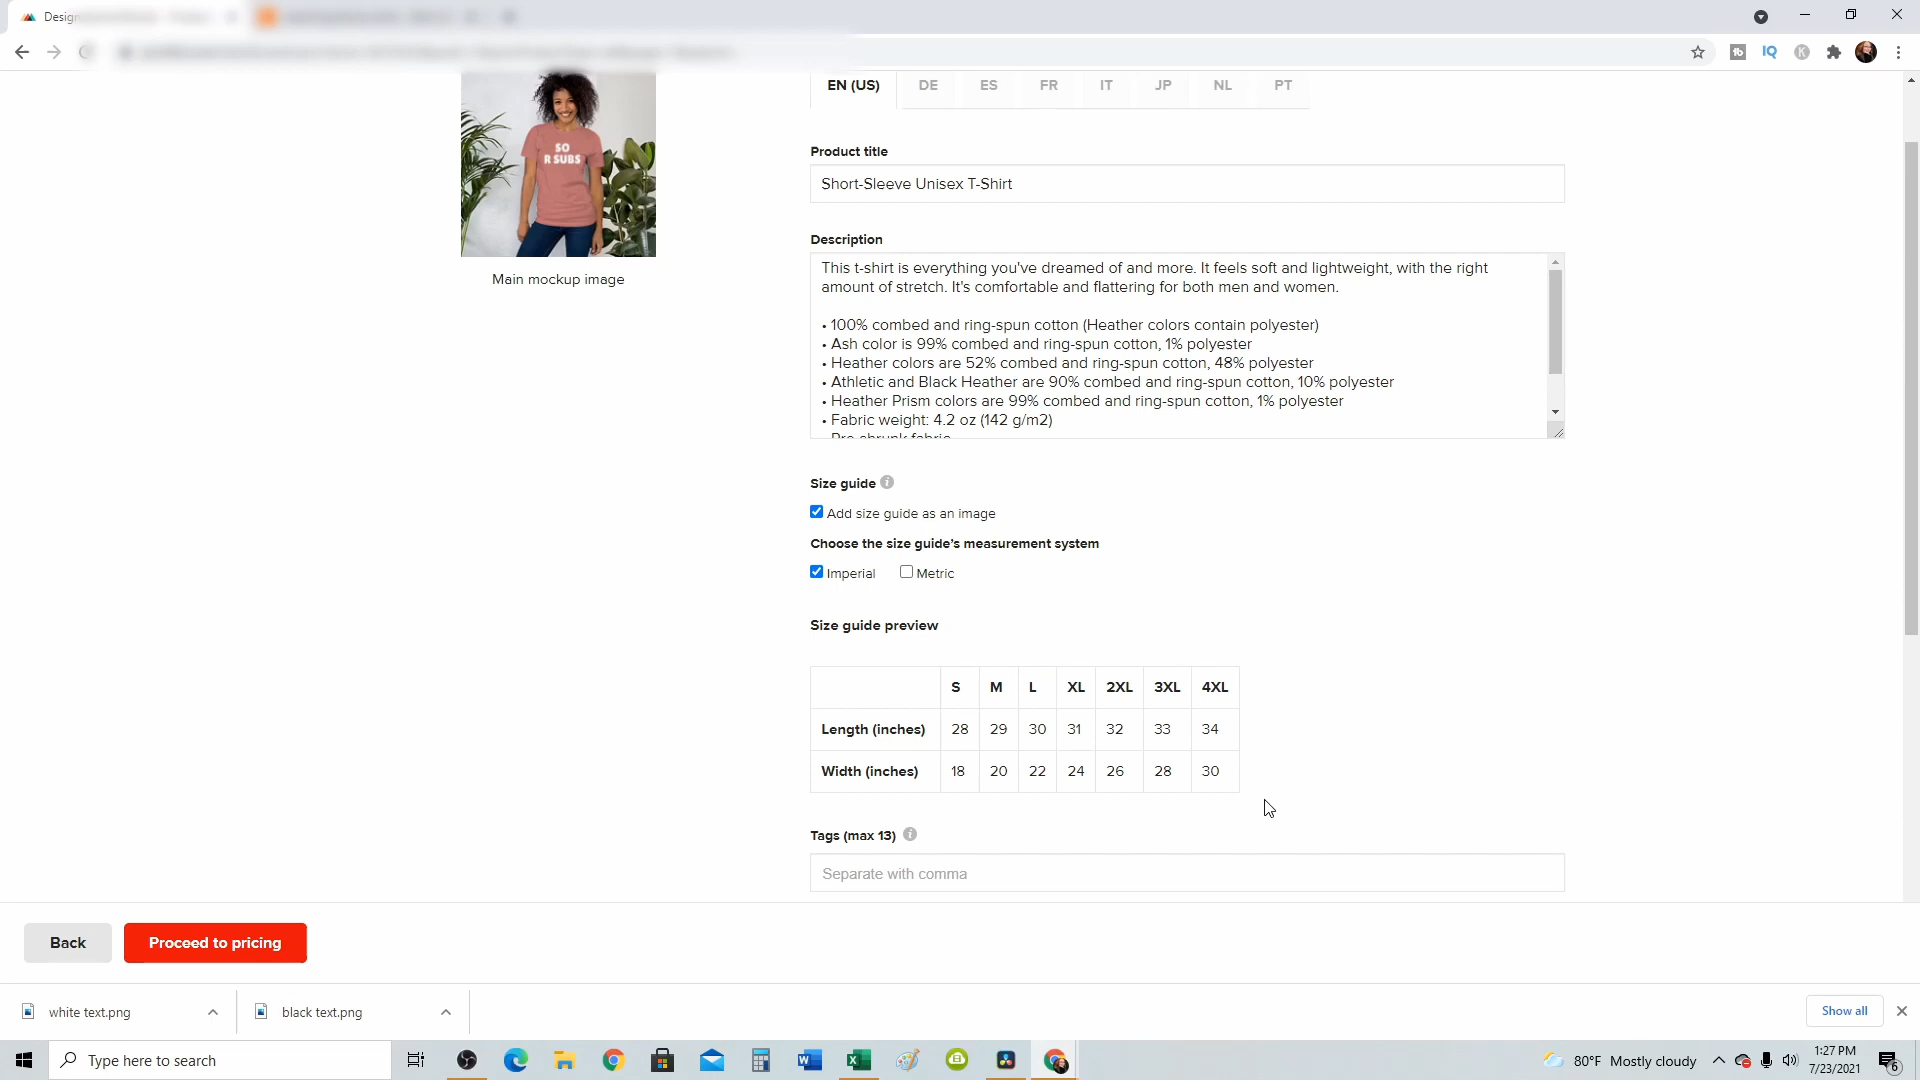 Design
IQ
K
EN (US) DE ES FR IT JP NL PT
SO
R SUBS
Main mockup image
Product title
Short-Sleeve Unisex T-Shirt
Description
This t-shirt is everything you've dreamed of and more. It feels soft and lightweight, with the right
amount of stretch. It's comfortable and flattering for both men and women.
• 100% combed and ring-spun cotton (Heather colors contain polyester)
• Ash color is 99% combed and ring-spun cotton, 1% polyester
• Heather colors are 52% combed and ring-spun cotton, 48% polyester
• Athletic and Black Heather are 90% combed and ring-spun cotton, 10% polyester
• Heather Prism colors are 99% combed and ring-spun cotton, 1% polyester
• Fabric weight: 4.2 oz (142 g/m2)
Pre-shrunk fabric
Size guide
Add size guide as an image
Choose the size guide's measurement system
Imperial Metric
Size guide preview
S M L XL 2XL 3XL 4XL
Length (inches) 28 29 30 31 32 33 34
Width (inches) 18 20 22 24 26 28 30
Tags (max 13)
Separate with comma
Back Proceed to pricing
white text.png black text.png Show all
Type here to search
80°F Mostly cloudy
1:27 PM
7/23/2021
6